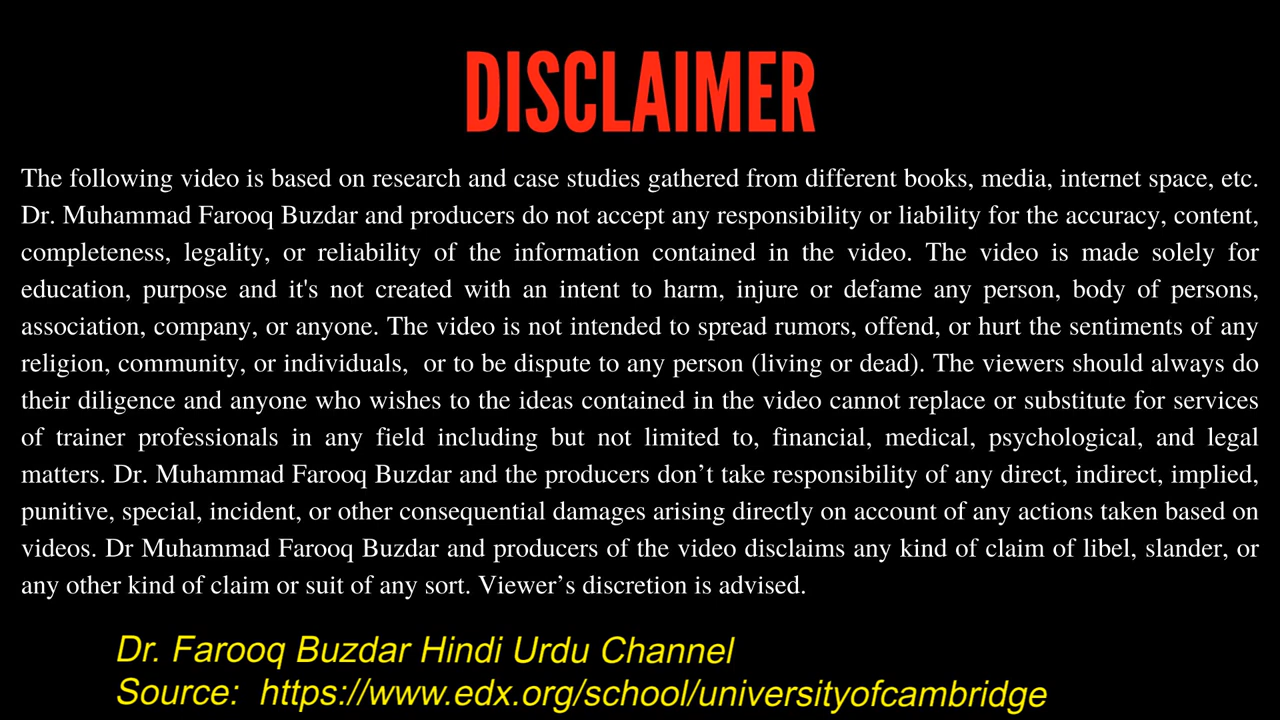 DISCLAIMER
The following video is based on research and case studies gathered from different books, media, internet space, etc.
Dr. Muhammad Farooq Buzdar and producers do not accept any responsibility or liability for the accuracy, content,
completeness, legality, or reliability of the information contained in the video. The video is made solely for
education, purpose and it's not created with an intent to harm, injure or defame any person, body of persons,
association, company, or anyone. The video is not intended to spread rumors, offend, or hurt the sentiments of any
religion, community, or individuals,  or to be dispute to any person (living or dead). The viewers should always do
their diligence and anyone who wishes to the ideas contained in the video cannot replace or substitute for services
of trainer professionals in any field including but not limited to, financial, medical, psychological, and legal
matters. Dr. Muhammad Farooq Buzdar and the producers don’t take responsibility of any direct, indirect, implied,
punitive, special, incident, or other consequential damages arising directly on account of any actions taken based on
videos. Dr Muhammad Farooq Buzdar and producers of the video disclaims any kind of claim of libel, slander, or
any other kind of claim or suit of any sort. Viewer’s discretion is advised.
Dr. Farooq Buzdar Hindi Urdu Channel
Source:  https://www.edx.org/school/universityofcambridge